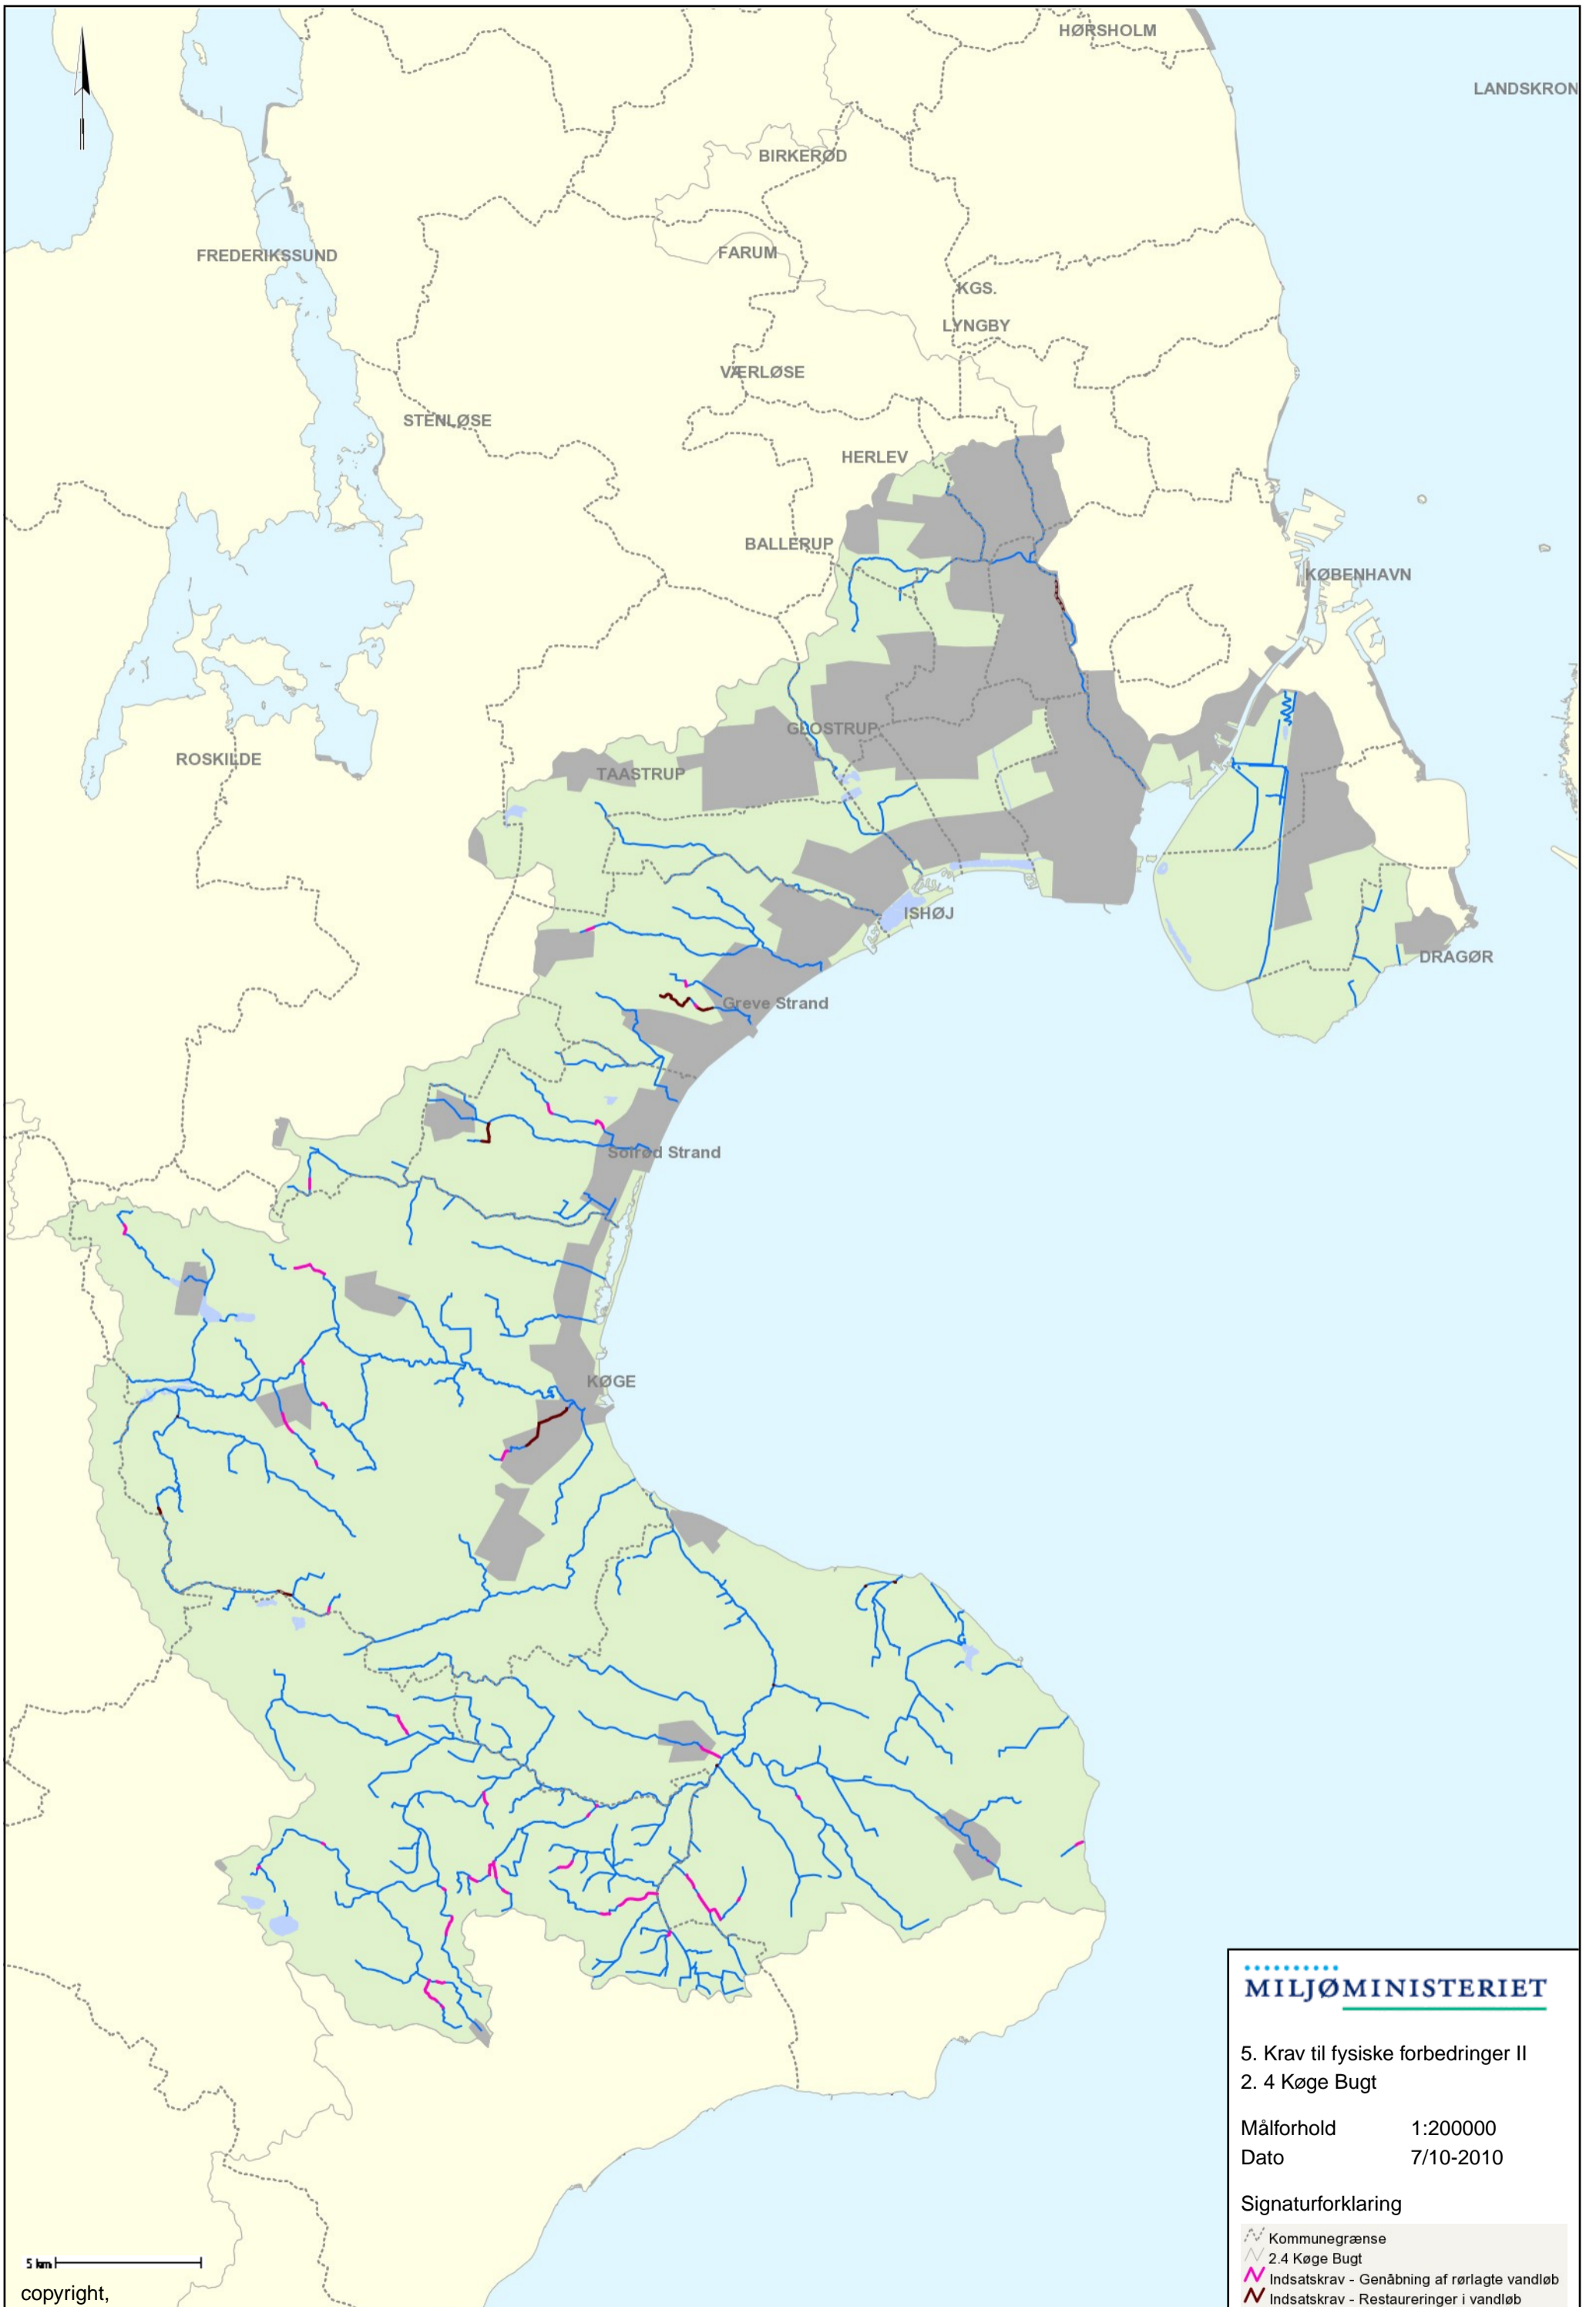 HØRSHOLM
LANDSKRON
BIRKERØD
FREDERIKSSUND
FARUM
KGS.
LYNGBY
VÆRLØSE
STENLØSE
HERLEV
BALLERUP
KØBENHAVN
GLOSTRUP
ROSKILDE
TAASTRUP
ISHØJ
DRAGØR
Greve Strand
Solrød Strand
KØGE
MILJØMINISTERIET
5. Krav til fysiske forbedringer II
2. 4 Køge Bugt
Målforhold 1:200000
Dato 7/10-2010
Signaturforklaring
Kommunegrænse
2.4 Køge Bugt
Indsatskrav - Genåbning af rørlagte vandløb
Indsatskrav - Restaureringer i vandløb
5 km
copyright,